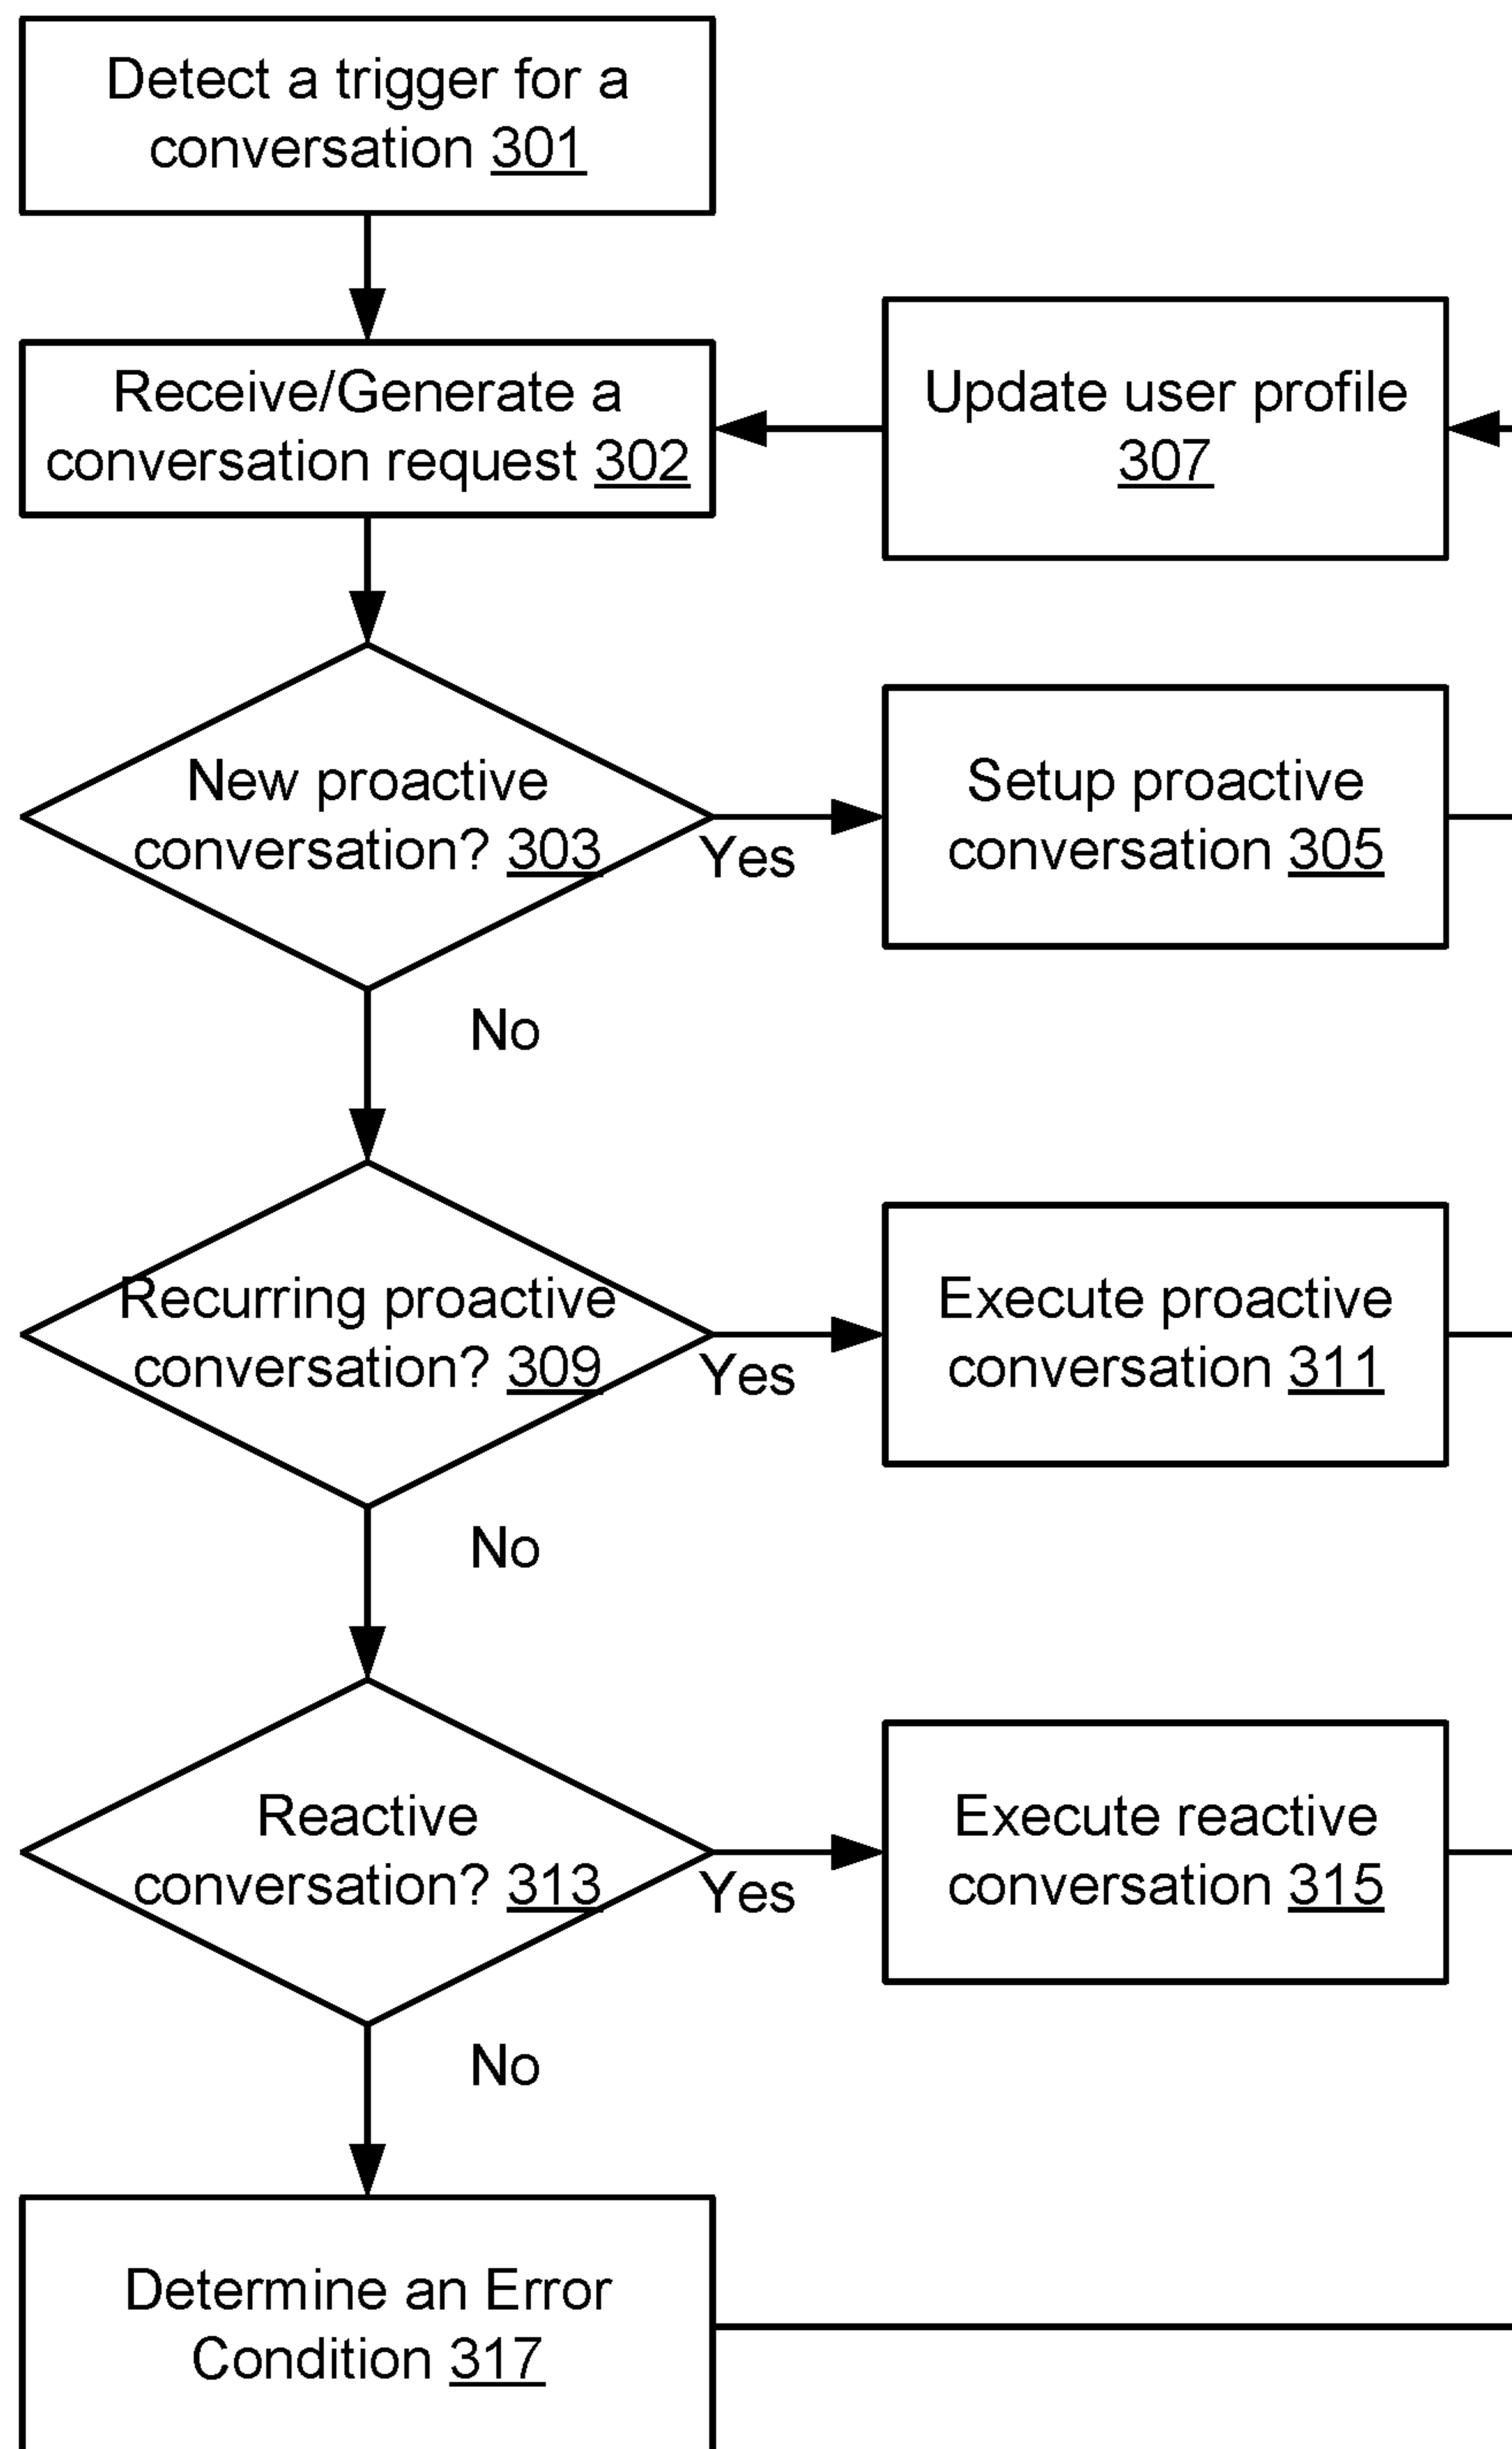 Detect a trigger for a
conversation 301
Receive/Generate a
conversation request 302
Update user profile
307
New proactive
conversation? 303
Yes
Setup proactive
conversation 305
No
Recurring proactive
conversation? 309
Yes
Execute proactive
conversation 311
No
Reactive
conversation? 313
Yes
Execute reactive
conversation 315
No
Determine an Error
Condition 317